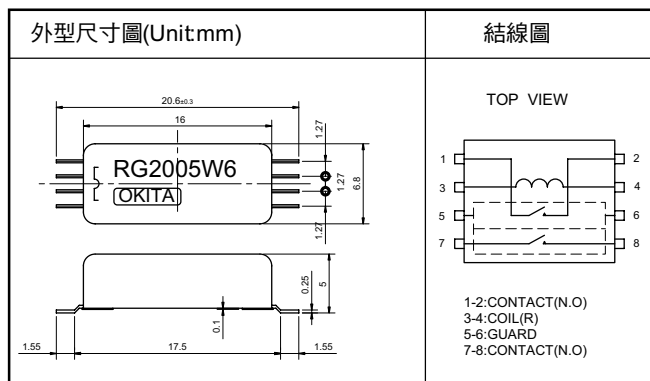 外型尺寸圖(Unit:mm)
結線圖
20.6±0.3
16
1.27
1.27
1.27
6.8
RG2005W6
OKITA
0.25
5
0.1
1.55
17.5
1.55
TOP VIEW
1
2
3
4
5
6
7
8
1-2:CONTACT(N.O)
3-4:COIL(R)
5-6:GUARD
7-8:CONTACT(N.O)